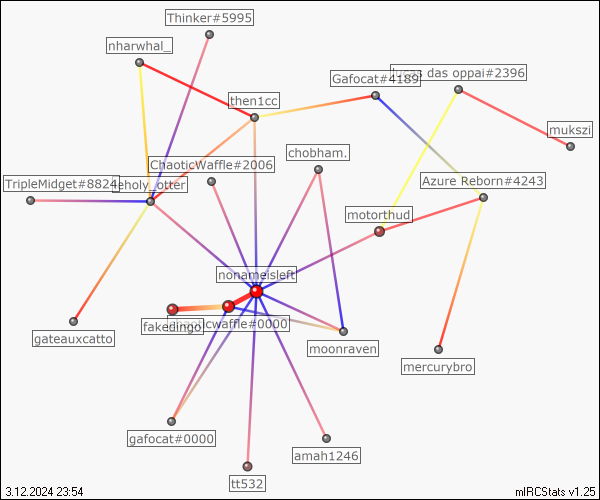 Thinker#5995
nharwhal_
Gafocat#4189
das oppai#2396
then1cc
mukszi
ChaoticWaffle#2006
chobham.
TripleMidget#8824
eholy_otter
Azure Reborn#4243
motorthud
nonameisleft
fakedingo
cwaffle#0000
gateauxcatto
moonraven
mercurybro
gafocat#0000
amah1246
tt532
3.12.2024 23:54
mIRCStats v1.25